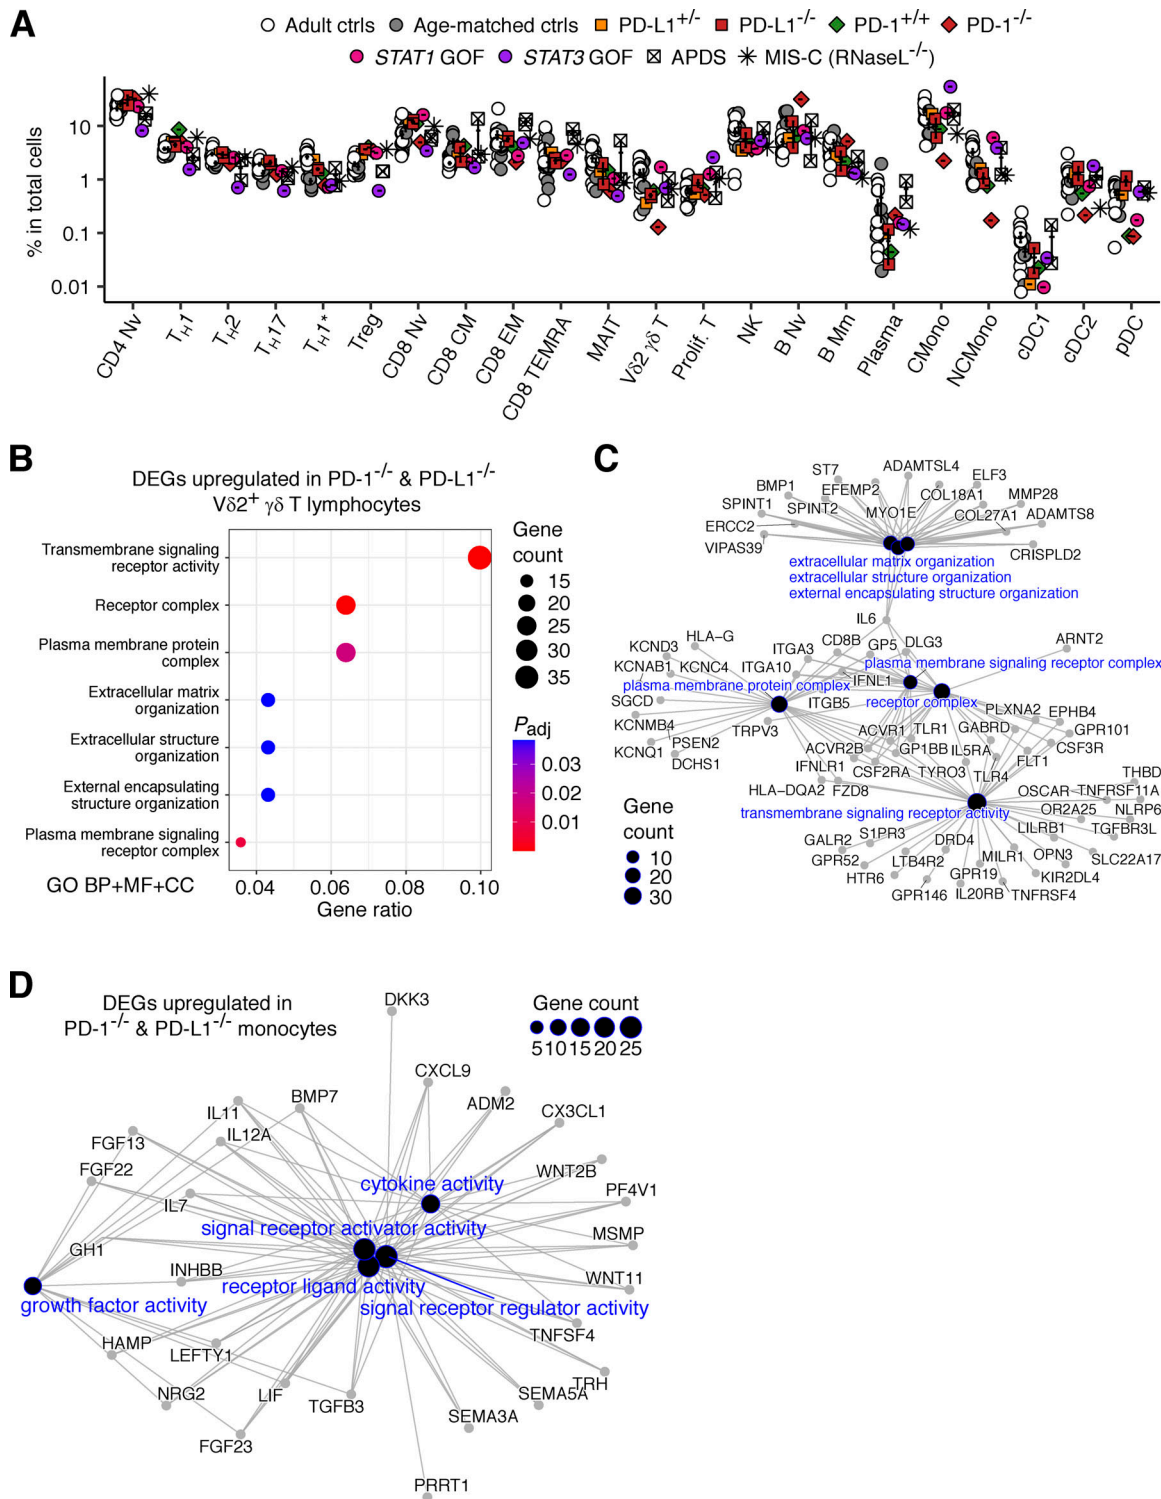 A
Adult ctrls Age-matched ctrls PD-L1+/- PD-L1-/- PD-1+/+ PD-1-/-
STAT1 GOF STAT3 GOF APDS MIS-C (RNaseL-/-)
% in total cells
10
1
0.1
0.01
CD4 Nv
TH1
TH2
TH17
TH1*
Treg
CD8 Nv
CD8 CM
CD8 EM
CD8 TEMRA
MAIT
Vδ2 γδ T
Prolif. T
NK
B Nv
B Mm
Plasma
CMono
NCMono
cDC1
cDC2
pDC
B
DEGs upregulated in PD-1-/- & PD-L1-/-
Vδ2+ γδ T lymphocytes
Transmembrane signaling
receptor activity
Receptor complex
Plasma membrane protein
complex
Extracellular matrix
organization
Extracellular structure
organization
External encapsulating
structure organization
Plasma membrane signaling
receptor complex
GO BP+MF+CC
0.04 0.06 0.08 0.10
Gene ratio
Gene
count
15
20
25
30
35
Padj
0.03
0.02
0.01
C
ST7
ADAMTSL4
ELF3
BMP1
EFEMP2
COL18A1
MMP28
SPINT1
SPINT2
MYO1E
COL27A1
ADAMTS8
ERCC2
VIPAS39
CRISPLD2
extracellular matrix organization
extracellular structure organization
external encapsulating structure organization
IL6
HLA-G
CD8B
DLG3
ARNT2
KCND3
ITGA3
GP5
KCNAB1
KCNC4
ITGA10
plasma membrane signaling receptor complex
IFNL1
plasma membrane protein complex
SGCD
ITGB5
receptor complex
PLXNA2
EPHB4
KCNMB4
TRPV3
ACVR1
TLR1
GABRD
GPR101
KCNQ1
PSEN2
ACVR2B
GP1BB
IL5RA
CSF3R
DCHS1
IFNLR1
CSF2RA
TYRO3
TLR4
FLT1
THBD
HLA-DQA2
FZD8
OSCAR
TNFRSF11A
transmembrane signaling receptor activity
OR2A25
NLRP6
GALR2
S1PR3
DRD4
LILRB1
TGFBR3L
GPR52
LTB4R2
MILR1
OPN3
SLC22A17
HTR6
GPR19
KIR2DL4
GPR146
IL20RB
TNFRSF4
Gene
count
10
20
30
D
DEGs upregulated in
PD-1-/- & PD-L1-/- monocytes
Gene count
5 10 15 20 25
DKK3
CXCL9
BMP7
ADM2
CX3CL1
IL11
IL12A
FGF13
FGF22
WNT2B
cytokine activity
PF4V1
IL7
signal receptor activator activity
MSMP
GH1
INHBB
receptor ligand activity
WNT11
growth factor activity
signal receptor regulator activity
TNFSF4
HAMP
LEFTY1
TRH
NRG2
LIF
TGFB3
SEMA5A
SEMA3A
FGF23
PRRT1